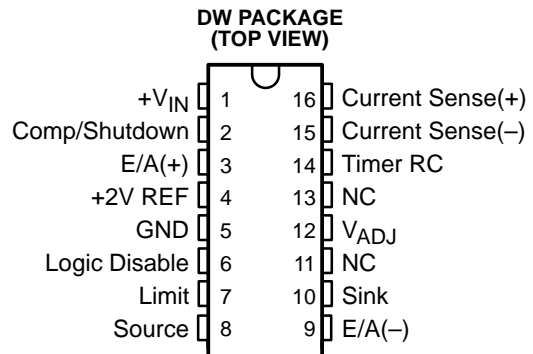 DW PACKAGE
(TOP VIEW)
+VIN 1 16 Current Sense(+)
Comp/Shutdown 2 15 Current Sense(–)
E/A(+) 3 14 Timer RC
+2V REF 4 13 NC
GND 5 12 VADJ
Logic Disable 6 11 NC
Limit 7 10 Sink
Source 8 9 E/A(–)